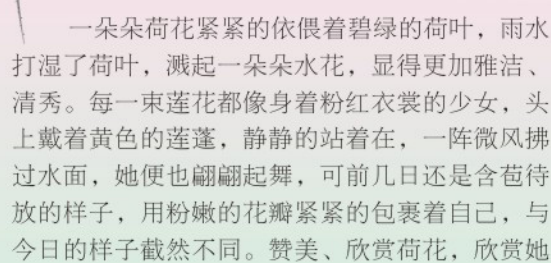 一朵朵荷花紧紧的依偎着碧绿的荷叶，雨水
打湿了荷叶，溅起一朵朵水花，显得更加雅洁、
清秀。每一束莲花都像身着粉红衣裳的少女，头
上戴着黄色的莲蓬，静静的站着在，一阵微风拂
过水面，她便也翩翩起舞，可前几日还是含苞待
放的样子，用粉嫩的花瓣紧紧的包裹着自己，与
今日的样子截然不同。赞美、欣赏荷花，欣赏她